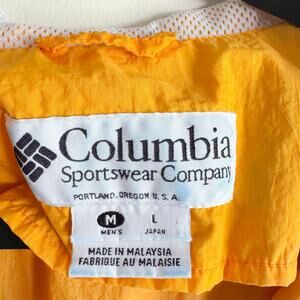 Columbia
Sportswear Company
PORTLAND, OREGON U.S.A.
M L
MEN'S JAPAN
MADE IN MALAYSIA
FABRIQUE AU MALAISIE